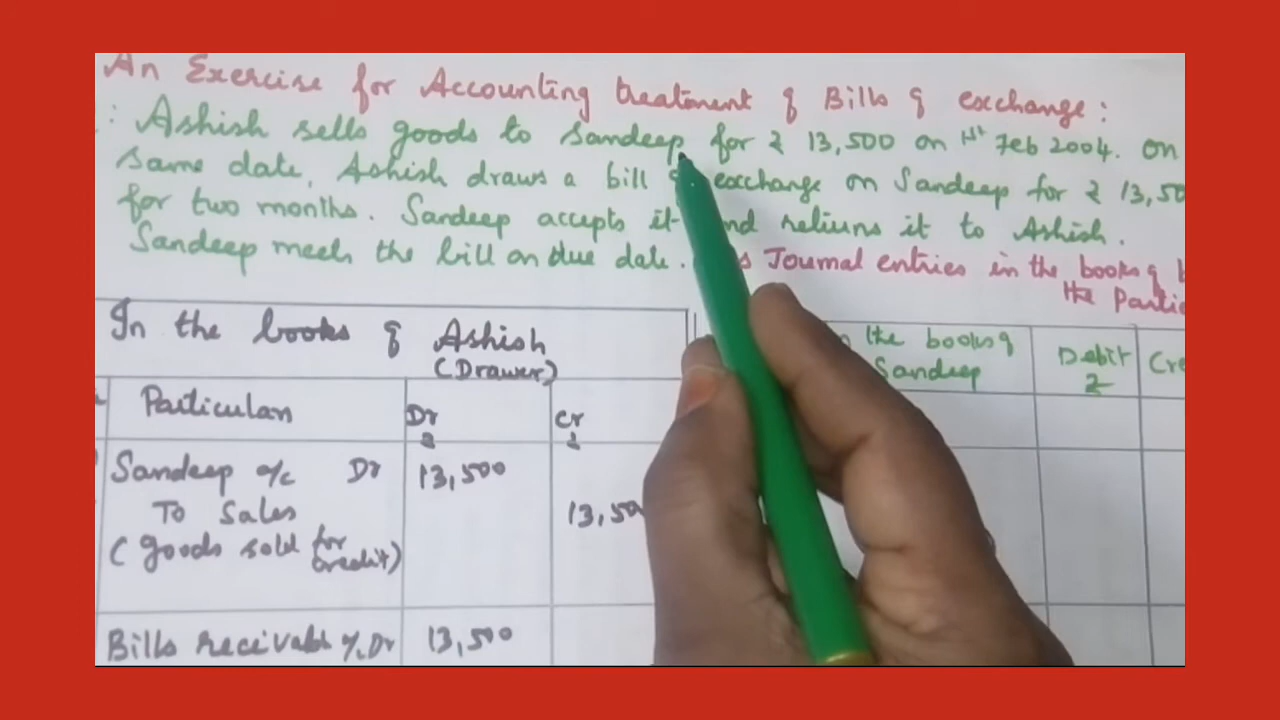 An Exercise for Accounting treatment of Bills of exchange:
: Ashish sells goods to Sandeep for ₹ 13,500 on 1st Feb 2004. on
same date, Ashish draws a bill exchange on Sandeep for ₹ 13,50
for two months. Sandeep accepts it and retiuns it to Ashish.
Sandeep meets the bill on due date. Journal entries in the books of
the Partie
In the books of Ashish
(Drawer)
Particulars
Dr
Cr
Sandeep a/c Dr 13,500
To Sales 13,50
(goods sold for credit)
Bills recivable a/c Dr 13,500
the books of
Sandeep
Debit
₹
Cre